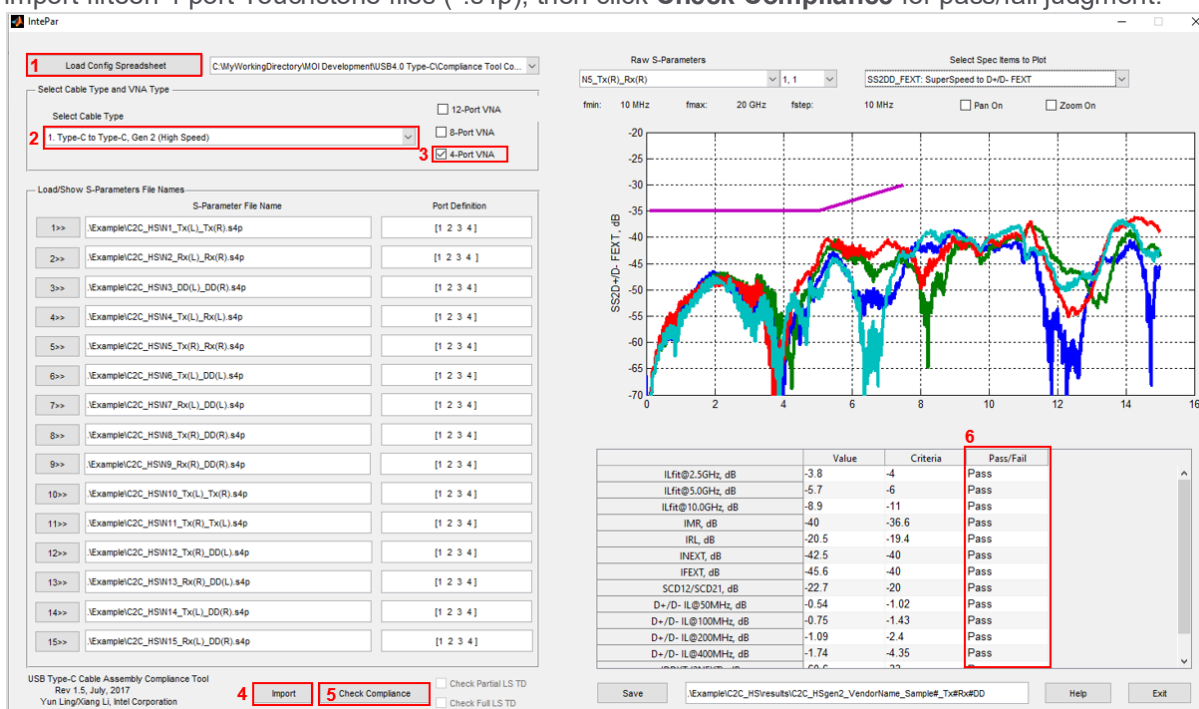 import fifteen 4-port Touchstone files (*.s4p), then click Check Compliance for pass/fail judgment.
IntePar
1 Load Config Spreadsheet C:\MyWorkingDirectory\MOI Development\USB4.0 Type-C\Compliance Tool Co...
Select Cable Type and VNA Type
Select Cable Type
2 1. Type-C to Type-C, Gen 2 (High Speed)
12-Port VNA
8-Port VNA
3 4-Port VNA
Load/Show S-Parameters File Names
S-Parameter File Name Port Definition
1>> .\Example\C2C_HS\N1_Tx(L)_Tx(R).s4p [1 2 3 4]
2>> .\Example\C2C_HS\N2_Rx(L)_Rx(R).s4p [1 2 3 4 ]
3>> .\Example\C2C_HS\N3_DD(L)_DD(R).s4p [1 2 3 4]
4>> .\Example\C2C_HS\N4_Tx(L)_Rx(L).s4p [1 2 3 4]
5>> .\Example\C2C_HS\N5_Tx(R)_Rx(R).s4p [1 2 3 4]
6>> .\Example\C2C_HS\N6_Tx(L)_DD(L).s4p [1 2 3 4]
7>> .\Example\C2C_HS\N7_Rx(L)_DD(L).s4p [1 2 3 4]
8>> .\Example\C2C_HS\N8_Tx(R)_DD(R).s4p [1 2 3 4]
9>> .\Example\C2C_HS\N9_Rx(R)_DD(R).s4p [1 2 3 4]
10>> .\Example\C2C_HS\N10_Tx(L)_Tx(R).s4p [1 2 3 4]
11>> .\Example\C2C_HS\N11_Tx(R)_Tx(L).s4p [1 2 3 4]
12>> .\Example\C2C_HS\N12_Tx(R)_DD(L).s4p [1 2 3 4]
13>> .\Example\C2C_HS\N13_Rx(R)_DD(L).s4p [1 2 3 4]
14>> .\Example\C2C_HS\N14_Tx(L)_DD(R).s4p [1 2 3 4]
15>> .\Example\C2C_HS\N15_Rx(L)_DD(R).s4p [1 2 3 4]
USB Type-C Cable Assembly Compliance Tool
Rev 1.5, July, 2017
Yun Ling/Xiang Li, Intel Corporation
4 Import
5 Check Compliance
Check Partial LS TD
Check Full LS TD
Raw S-Parameters Select Spec Items to Plot
N5_Tx(R)_Rx(R) 1, 1 SS2DD_FEXT: SuperSpeed to D+/D- FEXT
fmin: 10 MHz fmax: 20 GHz fstep: 10 MHz Pan On Zoom On
SS2D+/D- FEXT, dB
-20
-25
-30
-35
-40
-45
-50
-55
-60
-65
-70
0 2 4 6 8 10 12 14 16
6
Value Criteria Pass/Fail
ILfit@2.5GHz, dB -3.8 -4 Pass
ILfit@5.0GHz, dB -5.7 -6 Pass
ILfit@10.0GHz, dB -8.9 -11 Pass
IMR, dB -40 -36.6 Pass
IRL, dB -20.5 -19.4 Pass
INEXT, dB -42.5 -40 Pass
IFEXT, dB -45.6 -40 Pass
SCD12/SCD21, dB -22.7 -20 Pass
D+/D- IL@50MHz, dB -0.54 -1.02 Pass
D+/D- IL@100MHz, dB -0.75 -1.43 Pass
D+/D- IL@200MHz, dB -1.09 -2.4 Pass
D+/D- IL@400MHz, dB -1.74 -4.35 Pass
Save .\Example\C2C_HS\results\C2C_HSgen2_VendorName_Sample#_Tx#Rx#DD Help Exit